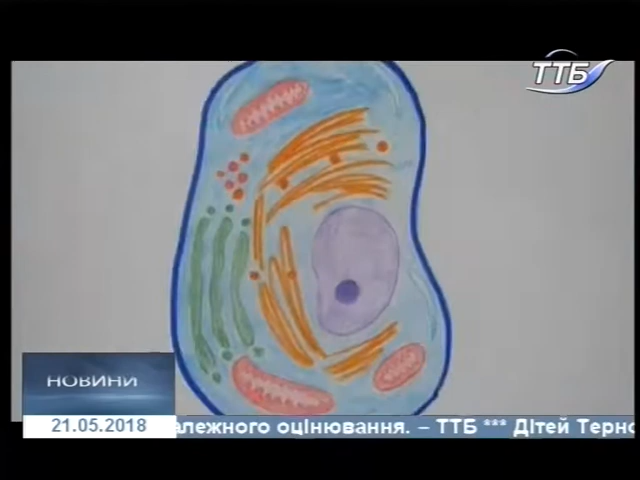 ТТБ
НОВИНИ
21.05.2018
алежного оцінювання. – ТТБ *** Дітей Терно